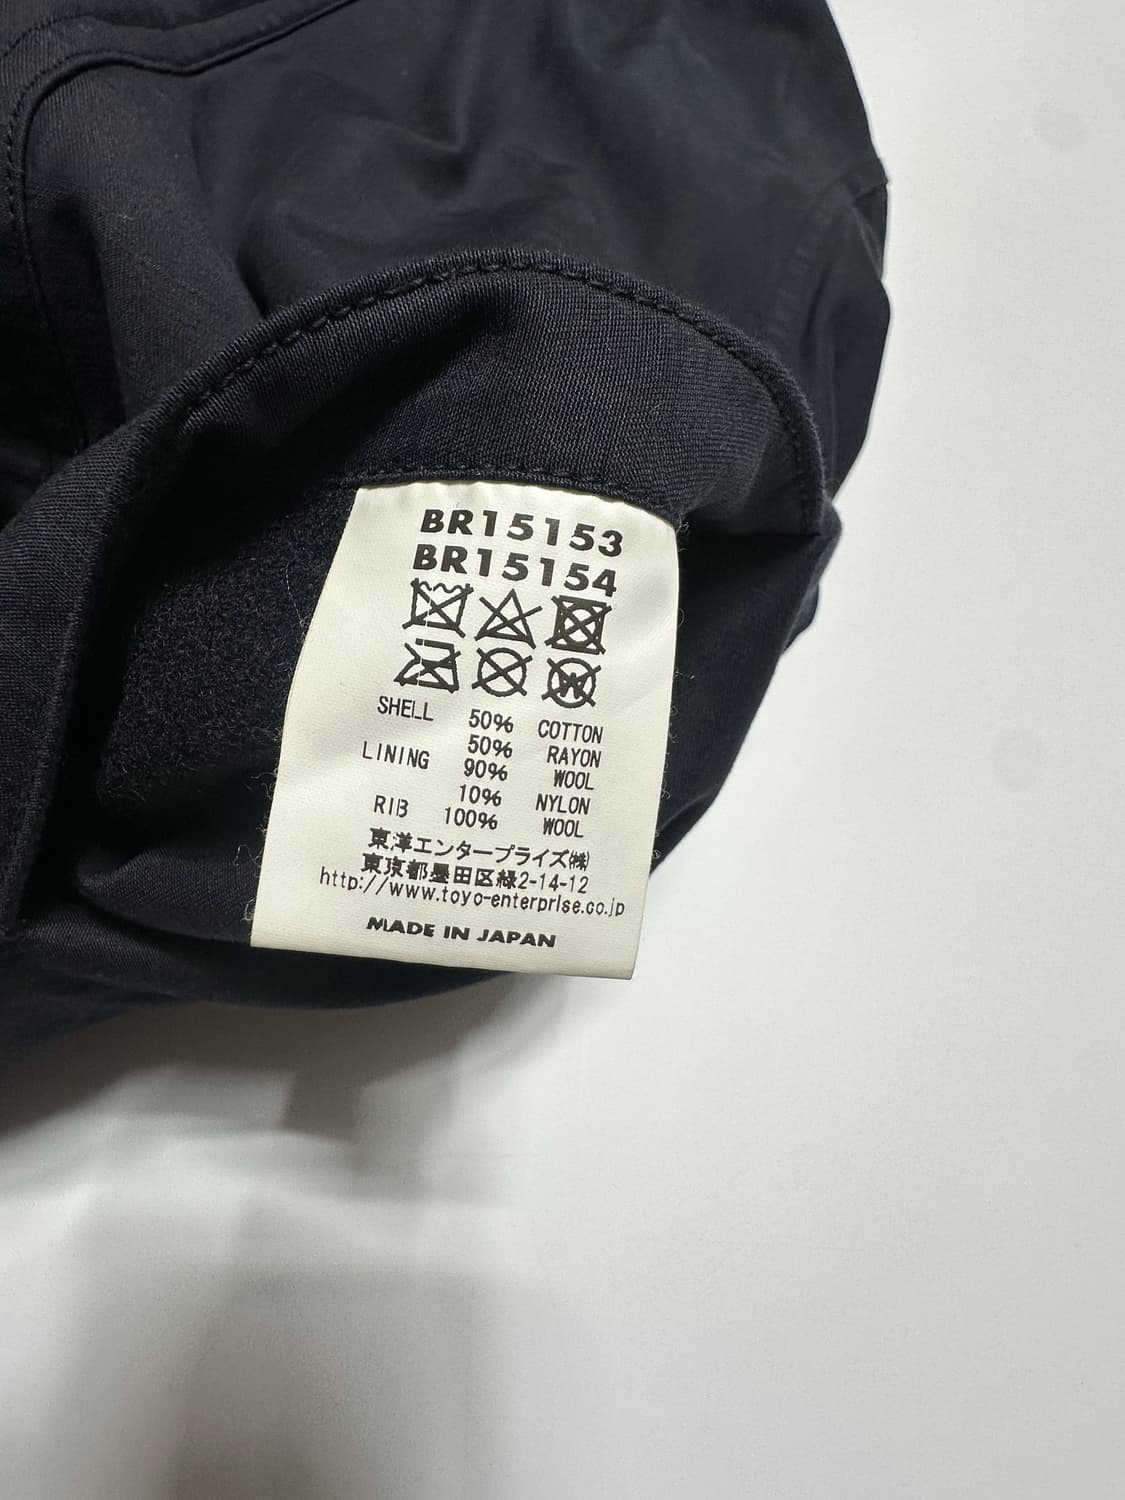 BR15153
BR15154
W
SHELL 50% COTTON
50% RAYON
LINING 90% WOOL
10% NYLON
RIB 100% WOOL
東洋エンタープライズ㈱
東京都墨田区緑2-14-12
http://www.toyo-enterprise.co.jp
MADE IN JAPAN